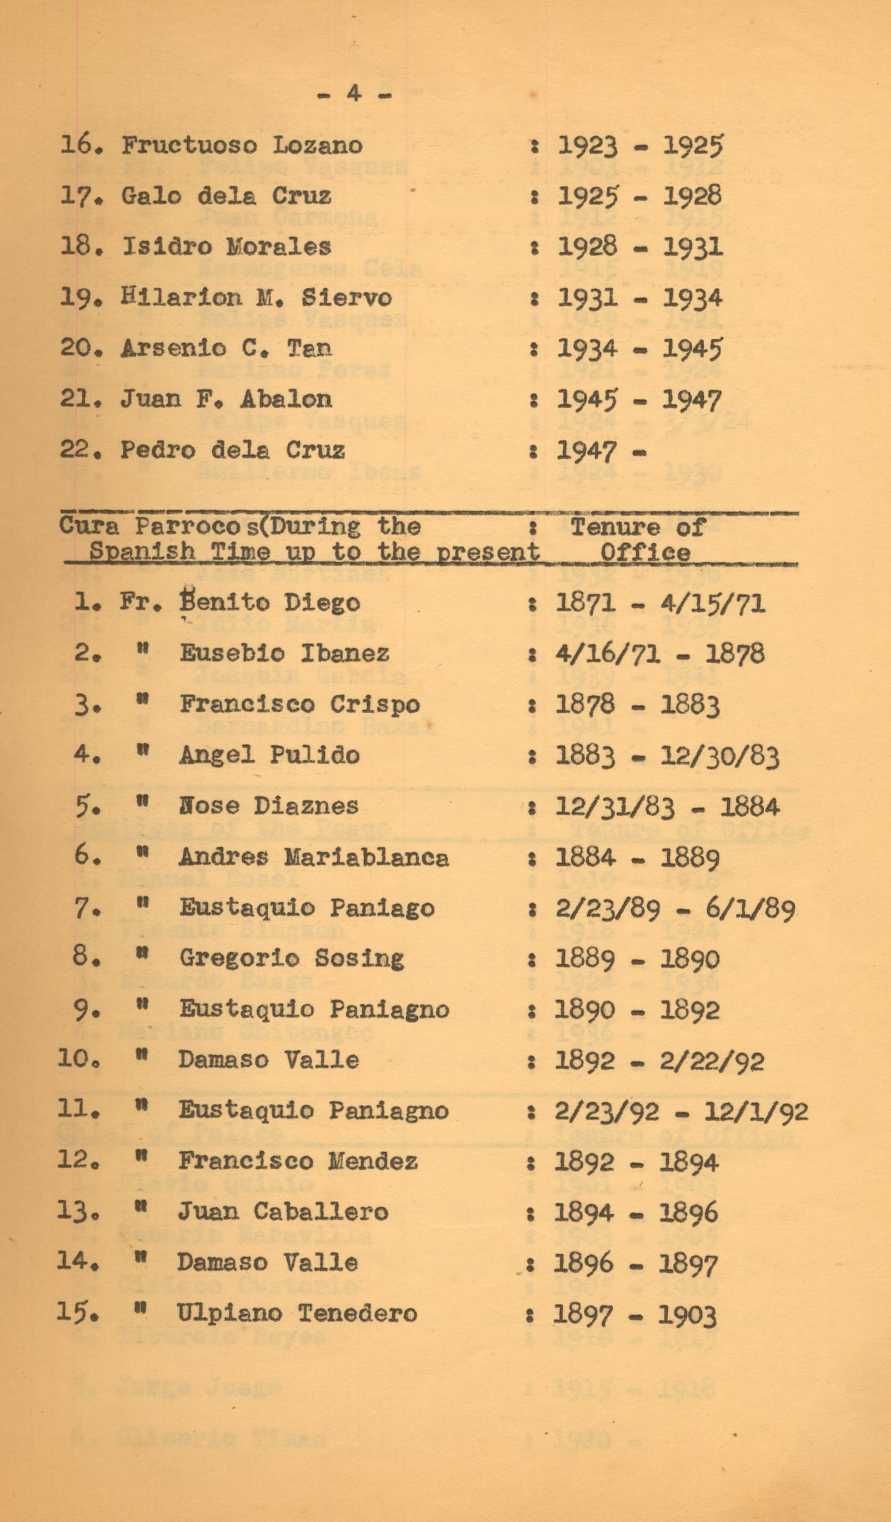 - 4 -
16. Fructuoso Lozano : 1923 - 1925
17. Galo dela Cruz : 1925 - 1928
18. Isidro Morales : 1928 - 1931
19. Hilarion M. Siervo : 1931 - 1934
20. Arsenio C. Tan : 1934 - 1945
21. Juan F. Abalon : 1945 - 1947
22. Pedro dela Cruz : 1947 -
Cura Parrocos(During the : Tenure of
Spanish Time up to the present Office
1. Fr. Benito Diego : 1871 - 4/15/71
2. " Eusebio Ibanez : 4/16/71 - 1878
3. " Francisco Crispo : 1878 - 1883
4. " Angel Pulido : 1883 - 12/30/83
5. " Hose Diaznes : 12/31/83 - 1884
6. " Andres Mariablanca : 1884 - 1889
7. " Eustaquio Paniago : 2/23/89 - 6/1/89
8. " Gregorio Sosing : 1889 - 1890
9. " Eustaquio Paniagno : 1890 - 1892
10. " Damaso Valle : 1892 - 2/22/92
11. " Eustaquio Paniagno : 2/23/92 - 12/1/92
12. " Francisco Mendez : 1892 - 1894
13. " Juan Caballero : 1894 - 1896
14. " Damaso Valle : 1896 - 1897
15. " Ulpiano Tenedero : 1897 - 1903